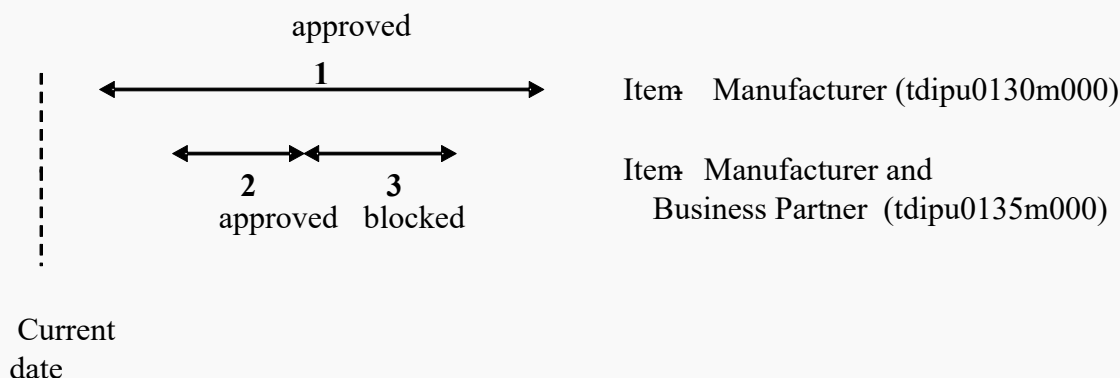 approved
1
Item- Manufacturer (tdipu0130m000)
2
3
Item- Manufacturer and
approved blocked
Business Partner (tdipu0135m000)
Current
date